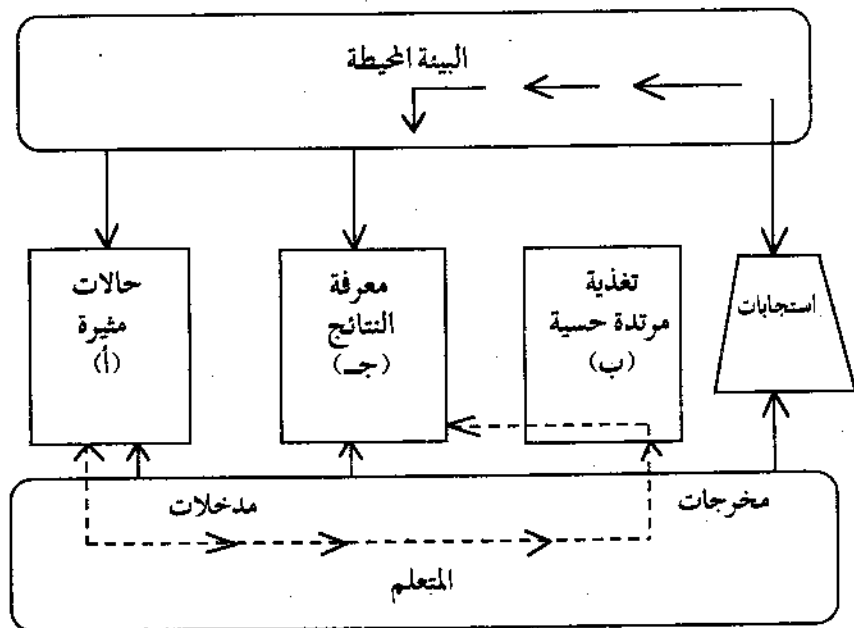 البيئة المحيطة
استجابات
تغذية
مرتدة حسية
(ب)
معرفة
النتائج
(جـ)
حالات
مثيرة
(أ)
مخرجات
مدخلات
المتعلم